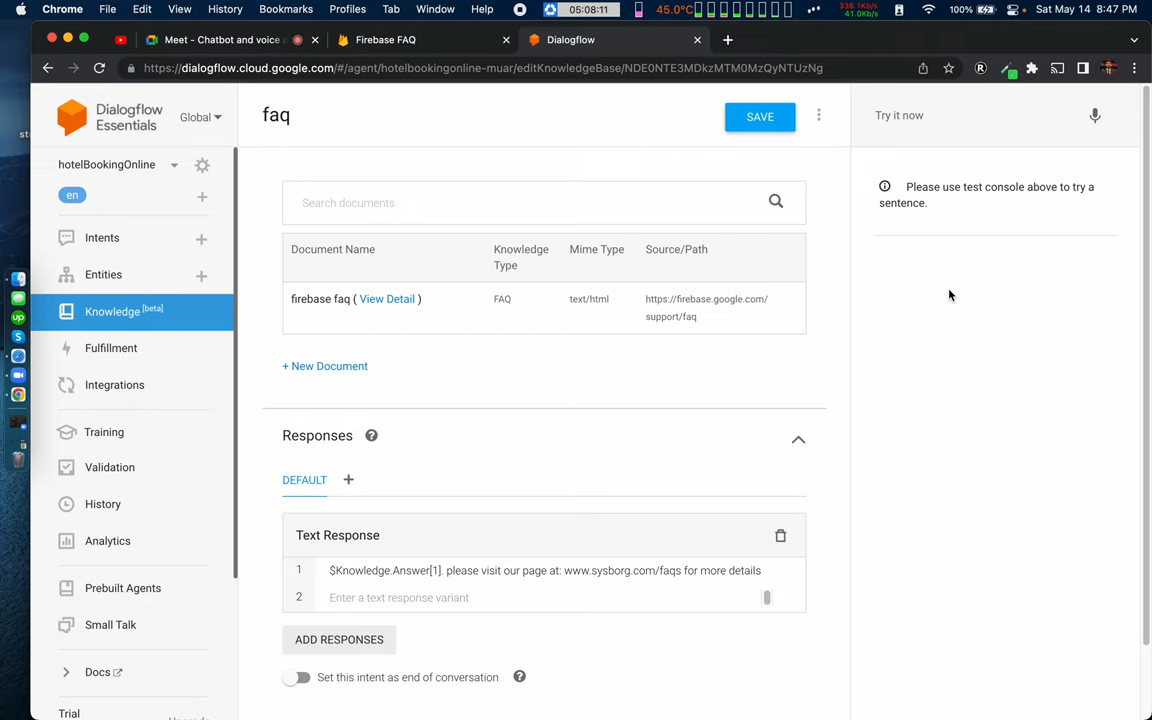 Chrome File Edit View History Bookmarks Profiles Tab Window Help 05:08:11 45.0°C 336.1Kb/s 41.0Kb/s 100% Sat May 14 8:47 PM
Meet - Chatbot and voice Firebase FAQ Dialogflow
https://dialogflow.cloud.google.com/#/agent/hotelbookingonline-muar/editKnowledgeBase/NDE0NTE3MDkzMTM0MzQyNTUzNg
Dialogflow
Essentials
Global
faq
SAVE
Try it now
hotelBookingOnline
en
Please use test console above to try a
sentence.
Search documents
Intents
Document Name
Knowledge
Type
Mime Type
Source/Path
Entities
firebase faq ( View Detail )
FAQ
text/html
https://firebase.google.com/
support/faq
Knowledge [beta]
Fulfillment
+ New Document
Integrations
Training
Responses
Validation
DEFAULT
History
Text Response
Analytics
1 $Knowledge.Answer[1]. please visit our page at: www.sysborg.com/faqs for more details
2 Enter a text response variant
Prebuilt Agents
Small Talk
ADD RESPONSES
Docs
Set this intent as end of conversation
Trial